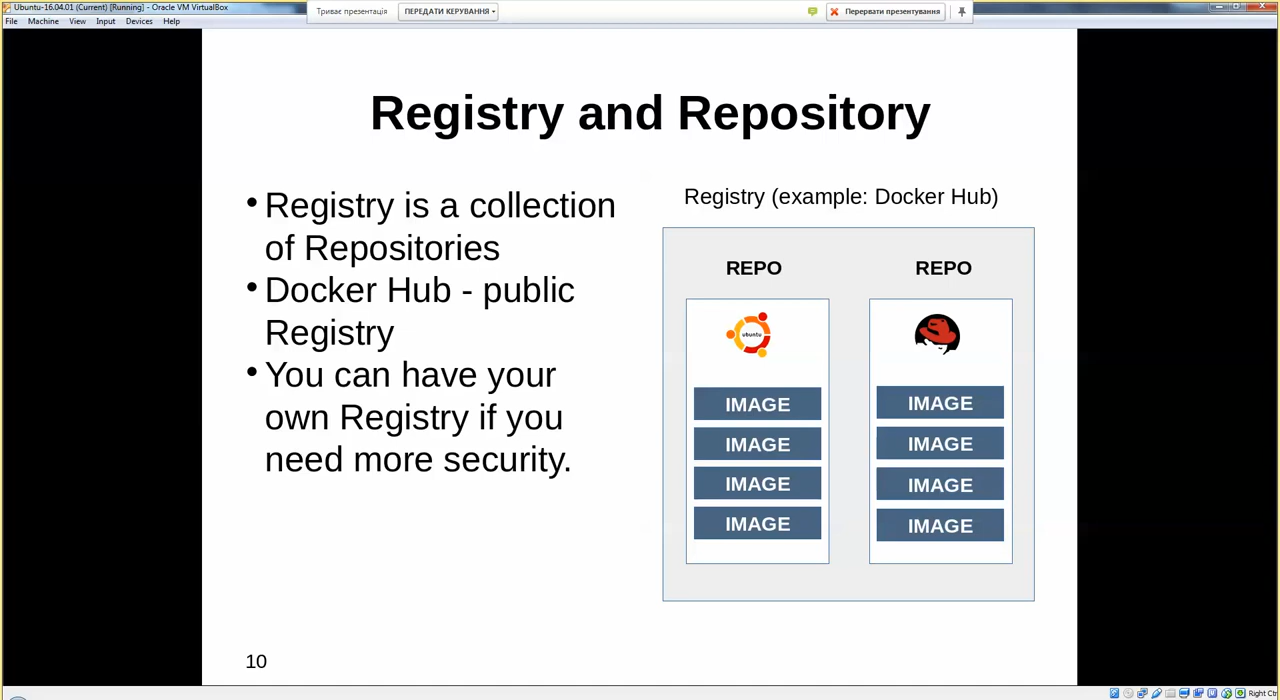 Ubuntu-16.04.01 (Current) [Running] - Oracle VM VirtualBox
Триває презентація
ПЕРЕДАТИ КЕРУВАННЯ
Перервати презентування
File Machine View Input Devices Help
Registry and Repository
•Registry is a collection
of Repositories
•Docker Hub - public
Registry
•You can have your
own Registry if you
need more security.
Registry (example: Docker Hub)
REPO
REPO
ubuntu
IMAGE
IMAGE
IMAGE
IMAGE
IMAGE
IMAGE
IMAGE
IMAGE
10
Right Ctr